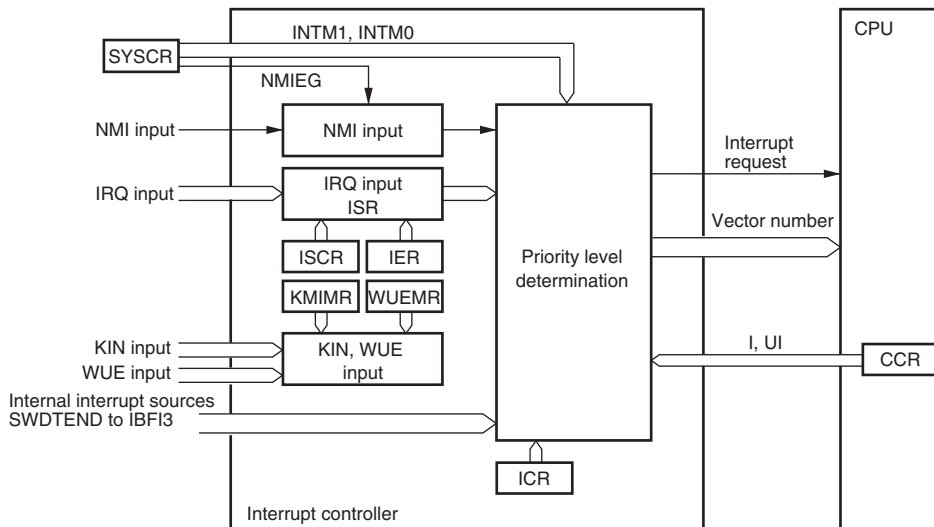 INTM1, INTM0
CPU
SYSCR
NMIEG
NMI input
NMI input
Interrupt
request
IRQ input
IRQ input
ISR
Vector number
ISCR
IER
Priority level
determination
KMIMR
WUEMR
KIN input
KIN, WUE
input
I, UI
CCR
WUE input
Internal interrupt sources
SWDTEND to IBFI3
ICR
Interrupt controller